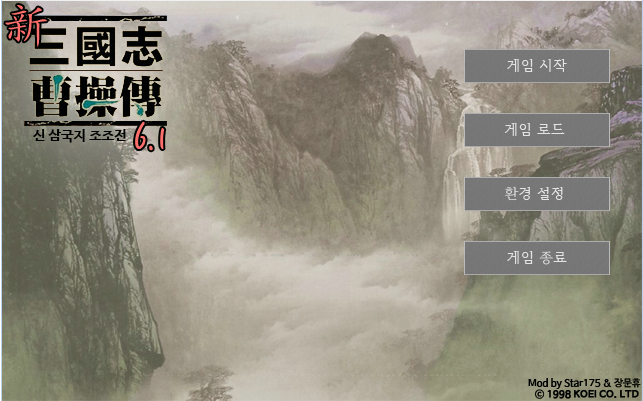 新
三國志
曹操傳
신 삼국지 조조전 6.1
게임 시작
게임 로드
환경 설정
게임 종료
Mod by Star175 & 장문휴
© 1998 KOEI CO. LTD